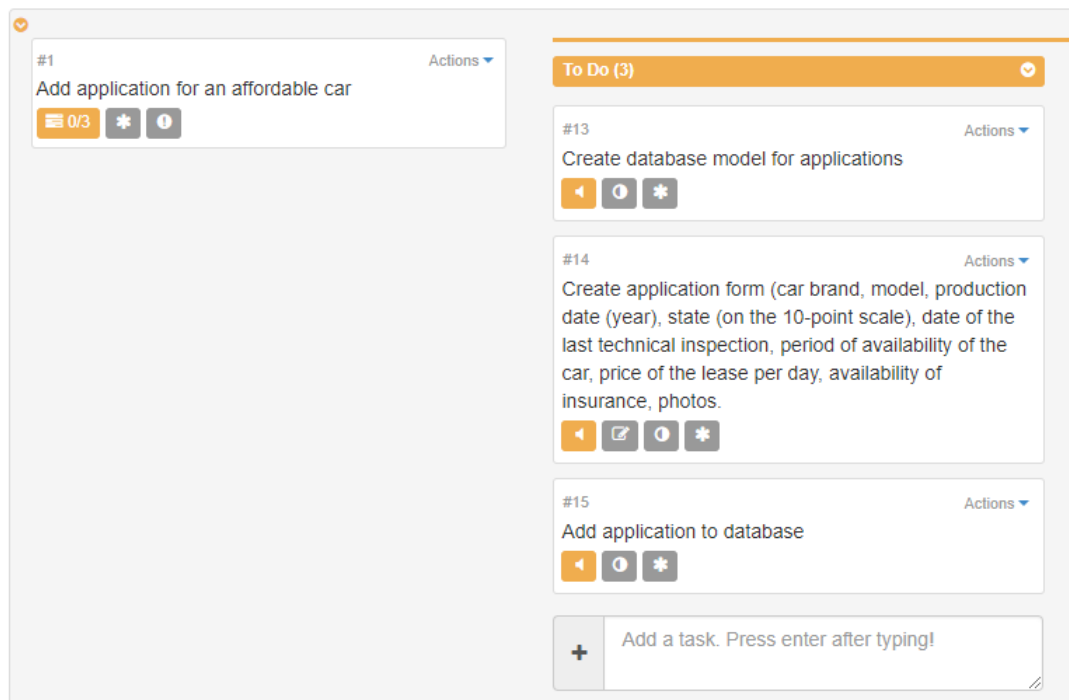 #1
Actions
Add application for an affordable car
0/3
To Do (3)
#13
Actions
Create database model for applications
#14
Actions
Create application form (car brand, model, production
date (year), state (on the 10-point scale), date of the
last technical inspection, period of availability of the
car, price of the lease per day, availability of
insurance, photos.
#15
Actions
Add application to database
Add a task. Press enter after typing!